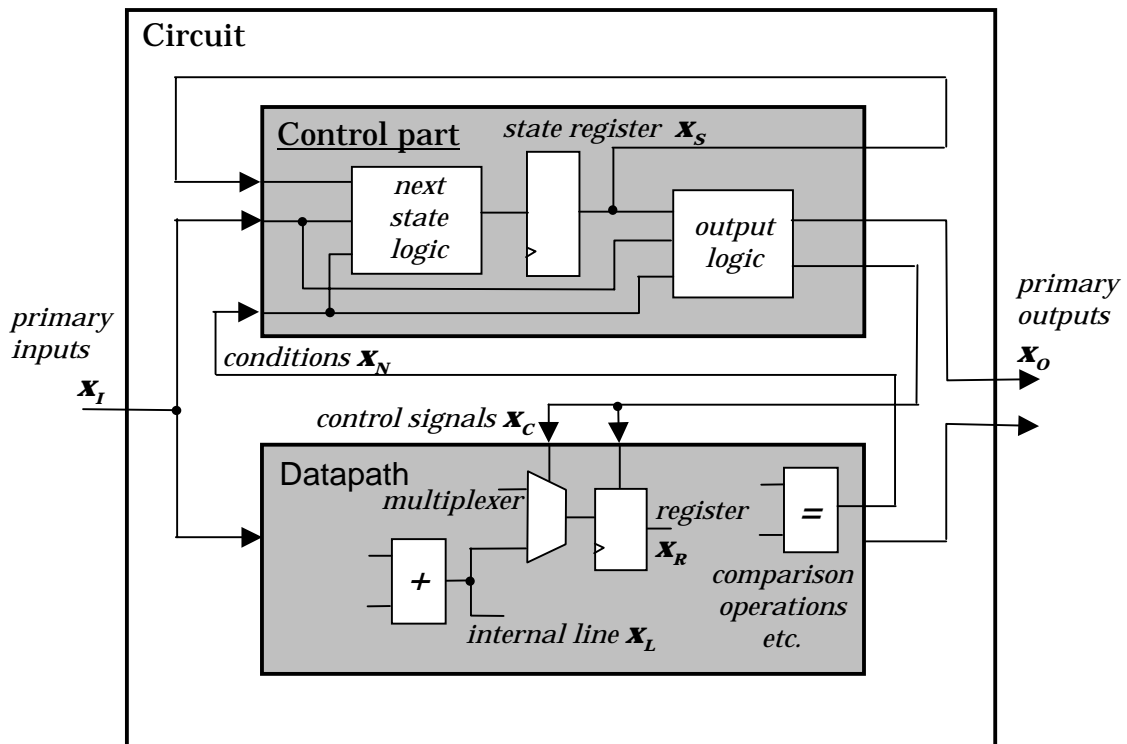 Circuit
Control part
state register x_S
next
state
logic
output
logic
primary
inputs
x_I
primary
outputs
x_O
conditions x_N
control signals x_C
Datapath
multiplexer
register
x_R
=
+
comparison
operations
etc.
internal line x_L